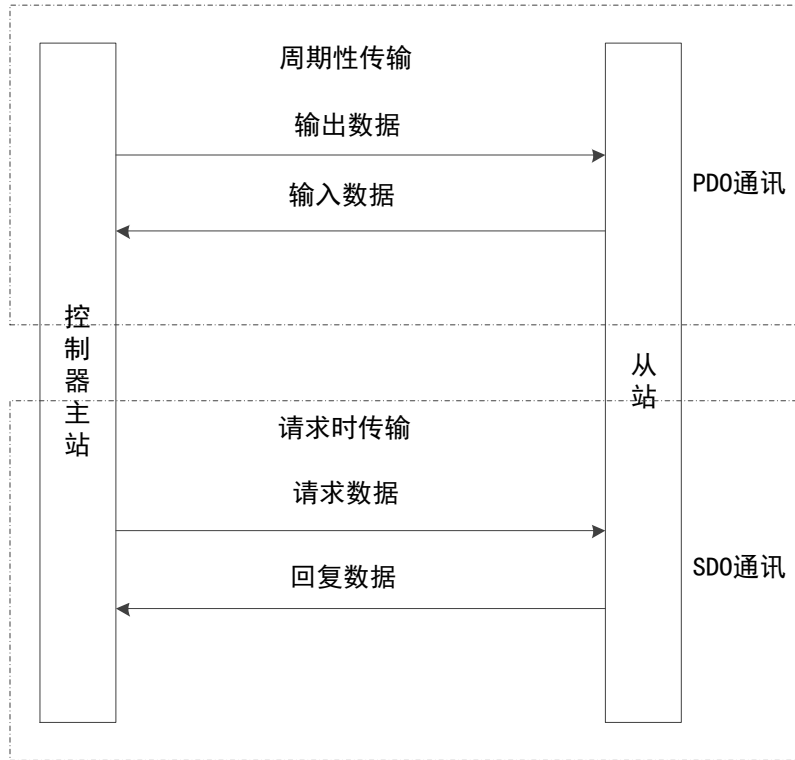 周期性传输
输出数据
PDO通讯
输入数据
控制器主站
从站
请求时传输
请求数据
SDO通讯
回复数据